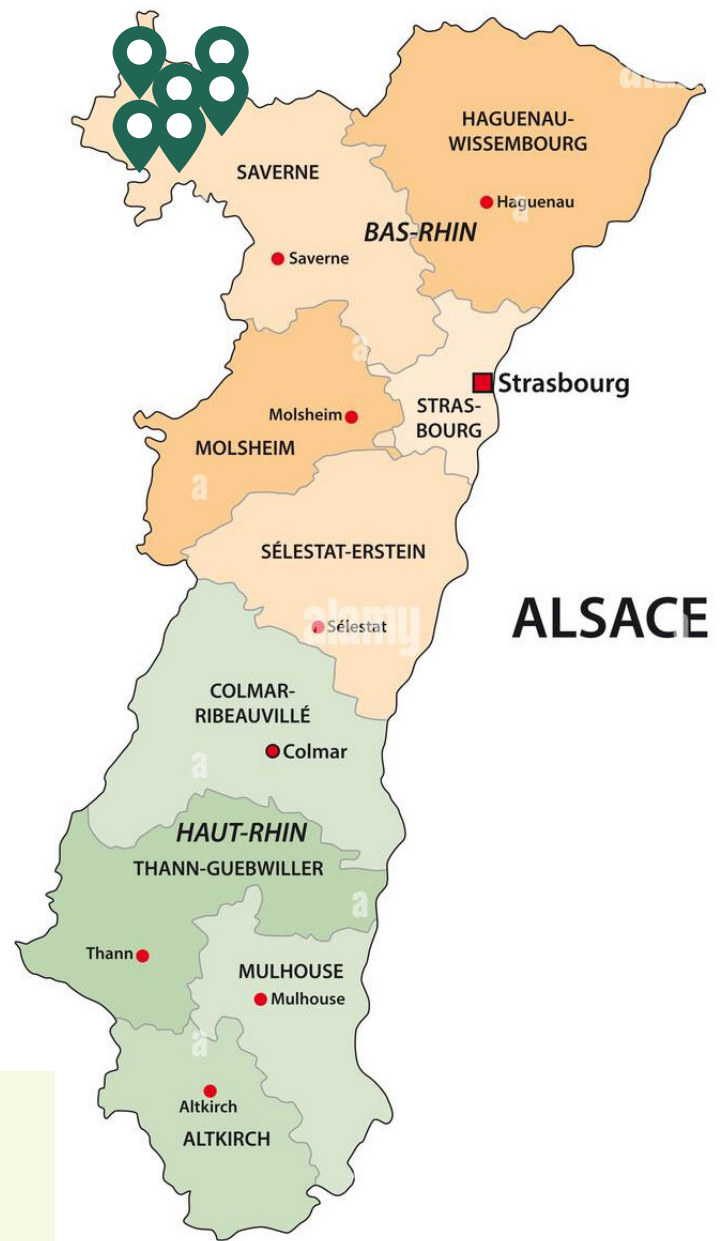 HAGUENAU-
WISSEMBOURG
SAVERNE
Haguenau
BAS-RHIN
Saverne
Strasbourg
STRAS-
BOURG
Molsheim
MOLSHEIM
SÉLESTAT-ERSTEIN
ALSACE
alamy
Sélestat
COLMAR-
RIBEAUVILLÉ
Colmar
HAUT-RHIN
THANN-GUEBWILLER
Thann
MULHOUSE
Mulhouse
Altkirch
ALTKIRCH
a
a
a
a
a
a
a